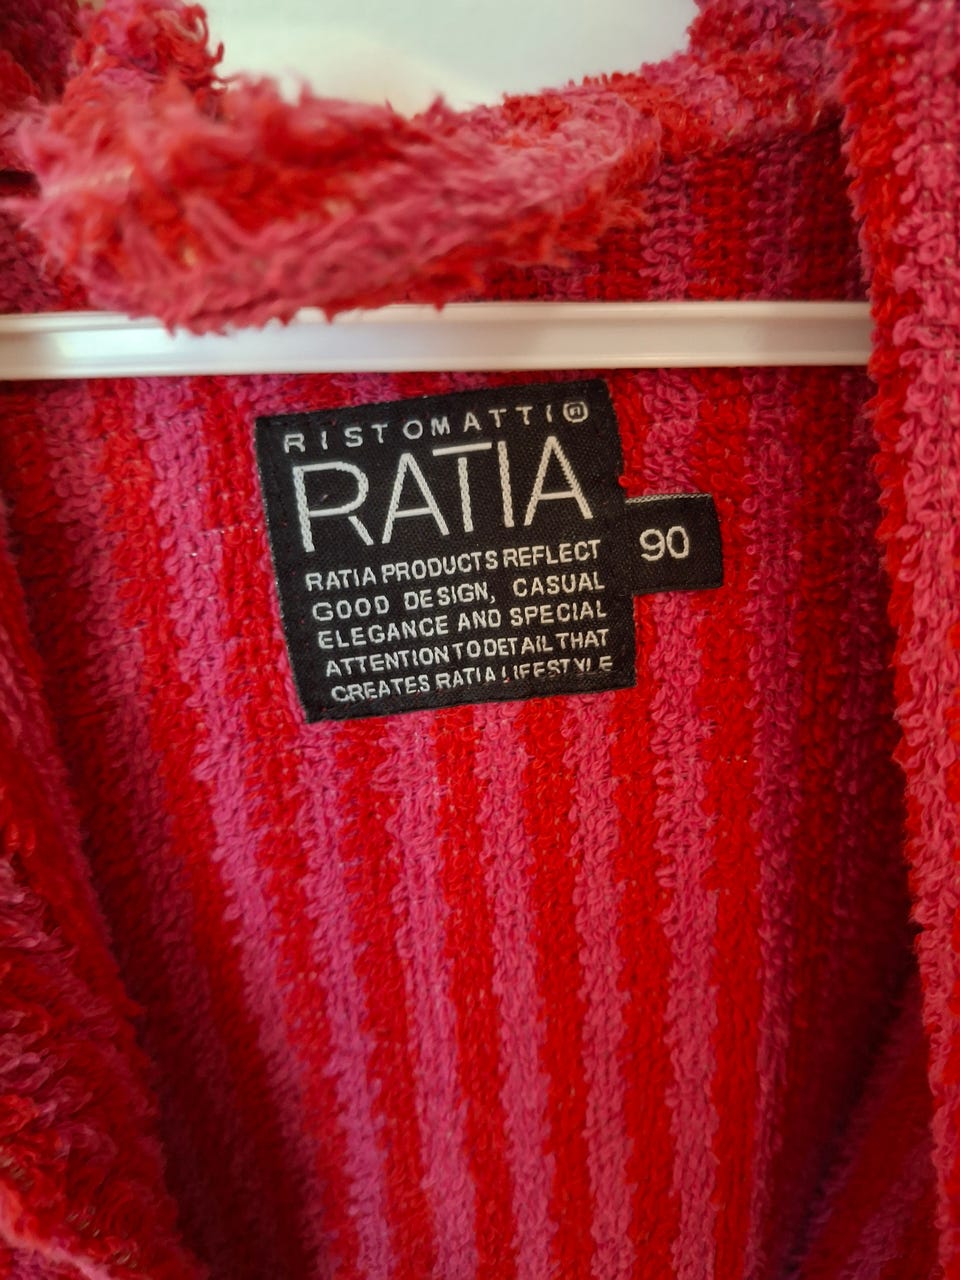 RISTOMATTI®
RATIA
RATIA PRODUCTS REFLECT
GOOD DESIGN, CASUAL
ELEGANCE AND SPECIAL
ATTENTION TO DETAIL THAT
CREATES RATIA LIFESTYLE
90